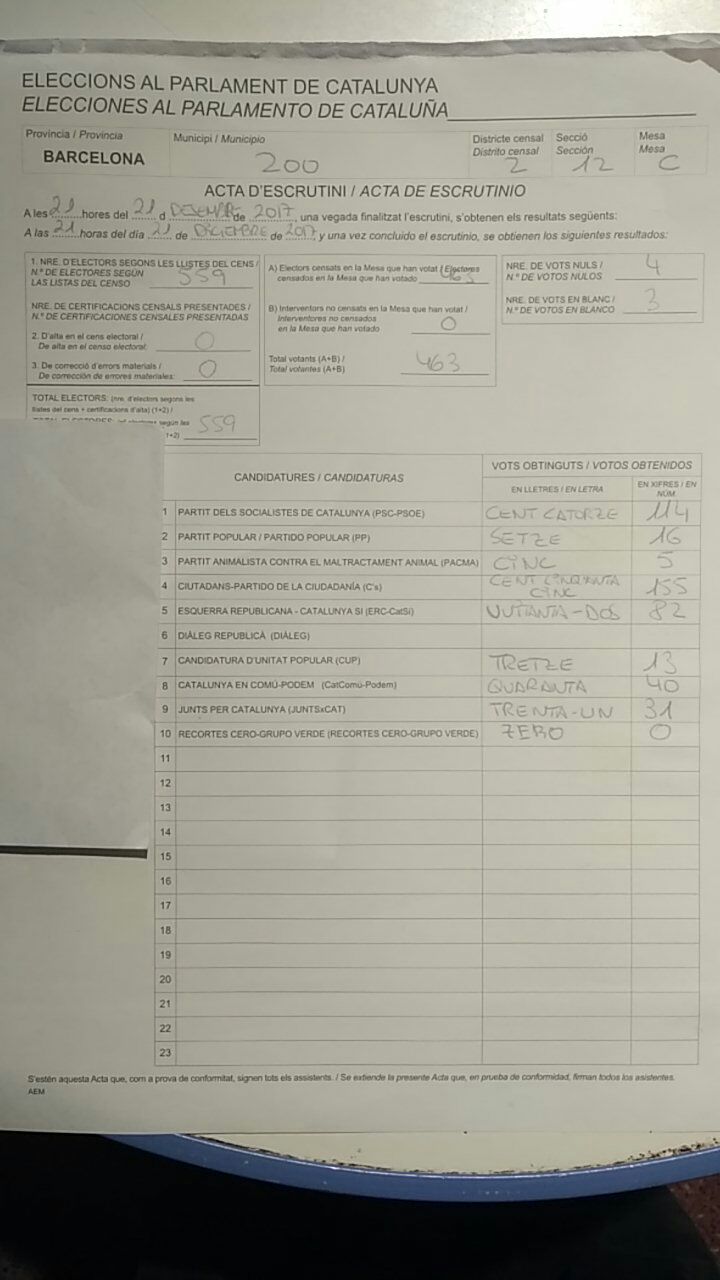 ELECCIONS AL PARLAMENT DE CATALUNYA
ELECCIONES AL PARLAMENTO DE CATALUÑA
Província / Provincia
BARCELONA
Municipi / Municipio
200
Districte censal
Distrito censal
2
Secció
Sección
12
Mesa
Mesa
C
ACTA D'ESCRUTINI / ACTA DE ESCRUTINIO
A les 21 hores del 21 d DESEMBRE de 2017, una vegada finalitzat l'escrutini, s'obtenen els resultats següents:
A las 21 horas del día 21 de DICIEMBRE de 2017, y una vez concluido el escrutinio, se obtienen los siguientes resultados:
1. NRE. D'ELECTORS SEGONS LES LLISTES DEL CENS /
N.º DE ELECTORES SEGÚN
LAS LISTAS DEL CENSO 559
NRE. DE CERTIFICACIONS CENSALS PRESENTADES /
N.º DE CERTIFICACIONES CENSALES PRESENTADAS
2. D'alta en el cens electoral /
De alta en el censo electoral: 0
3. De correcció d'errors materials /
De corrección de errores materiales: 0
TOTAL ELECTORS: (nre. d'electors segons les
llistes del cens + certificacions d'alta) (1+2) /
según les
1+2) 559
A) Electors censats en la Mesa que han votat / Electores
censados en la Mesa que han votado 463
B) Interventors no censats en la Mesa que han votat /
Interventores no censados
en la Mesa que han votado 0
Total votants (A+B) /
Total votantes (A+B) 463
NRE. DE VOTS NULS /
N.º DE VOTOS NULOS 4
NRE. DE VOTS EN BLANC /
N.º DE VOTOS EN BLANCO 3
CANDIDATURES / CANDIDATURAS
VOTS OBTINGUTS / VOTOS OBTENIDOS
EN LLETRES / EN LETRA
EN XIFRES / EN
NÚM.
1 PARTIT DELS SOCIALISTES DE CATALUNYA (PSC-PSOE) CENT CATORZE 114
2 PARTIT POPULAR / PARTIDO POPULAR (PP) SETZE 16
3 PARTIT ANIMALISTA CONTRA EL MALTRACTAMENT ANIMAL (PACMA) CINC 5
4 CIUTADANS-PARTIDO DE LA CIUDADANÍA (C's) CENT CINQUANTA CINC 155
5 ESQUERRA REPUBLICANA - CATALUNYA SI (ERC-CatSí) VUITANTA-DOS 82
6 DIÀLEG REPUBLICÀ (DIÀLEG)
7 CANDIDATURA D'UNITAT POPULAR (CUP) TRETZE 13
8 CATALUNYA EN COMÚ-PODEM (CatComú-Podem) QUARANTA 40
9 JUNTS PER CATALUNYA (JUNTSxCAT) TRENTA-UN 31
10 RECORTES CERO-GRUPO VERDE (RECORTES CERO-GRUPO VERDE) ZERO 0
11
12
13
14
15
16
17
18
19
20
21
22
23
S'estén aquesta Acta que, com a prova de conformitat, signen tots els assistents. / Se extiende la presente Acta que, en prueba de conformidad, firman todos los asistentes.
AEM